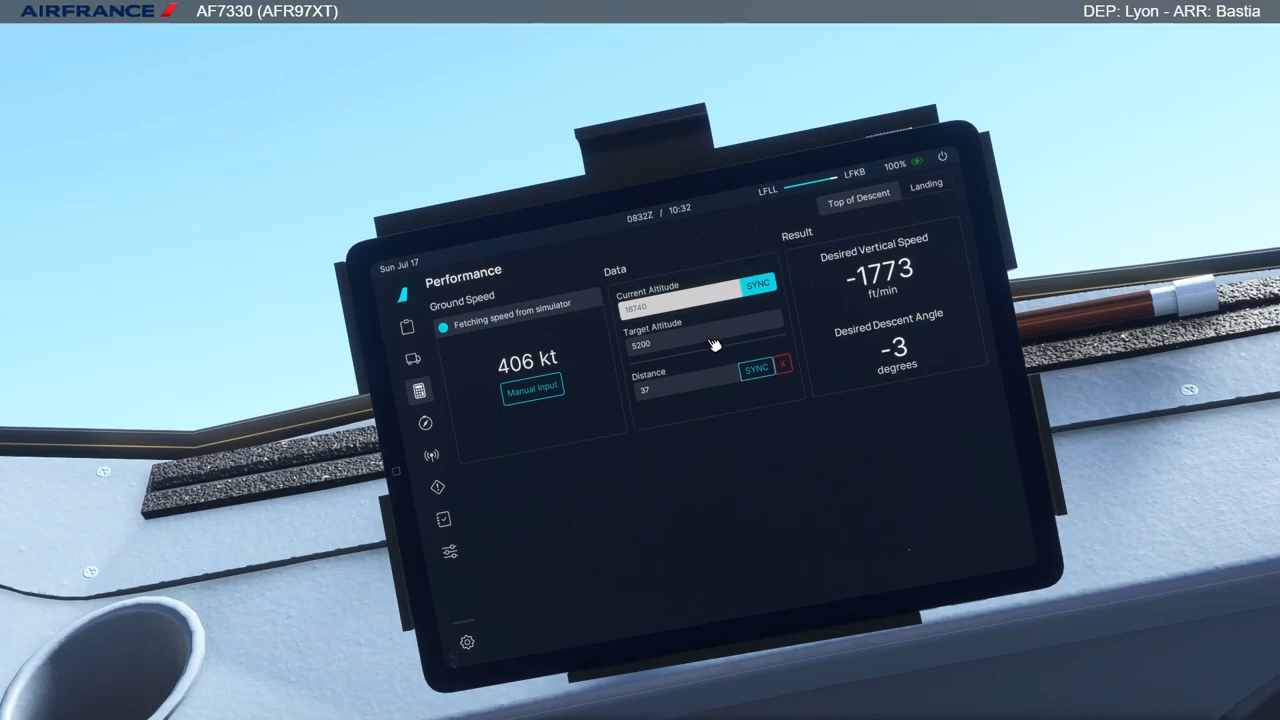 AIRFRANCE AF7330 (AFR97XT) DEP: Lyon - ARR: Bastia
Sun Jul 17
0832Z / 10:32
LFLL LFKB
100%
Performance
Top of Descent Landing
Ground Speed
Fetching speed from simulator
406 kt
Manual Input
Data
Current Altitude
16740 SYNC
Target Altitude
5200
Distance
37 SYNC X
Result
Desired Vertical Speed
-1773
ft/min
Desired Descent Angle
-3
degrees